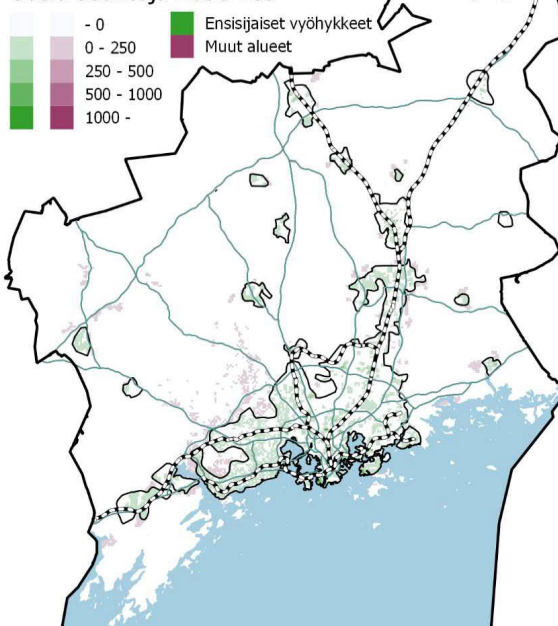 - 0
0 - 250
250 - 500
500 - 1000
1000 -
Ensisijaiset vyöhykkeet
Muut alueet